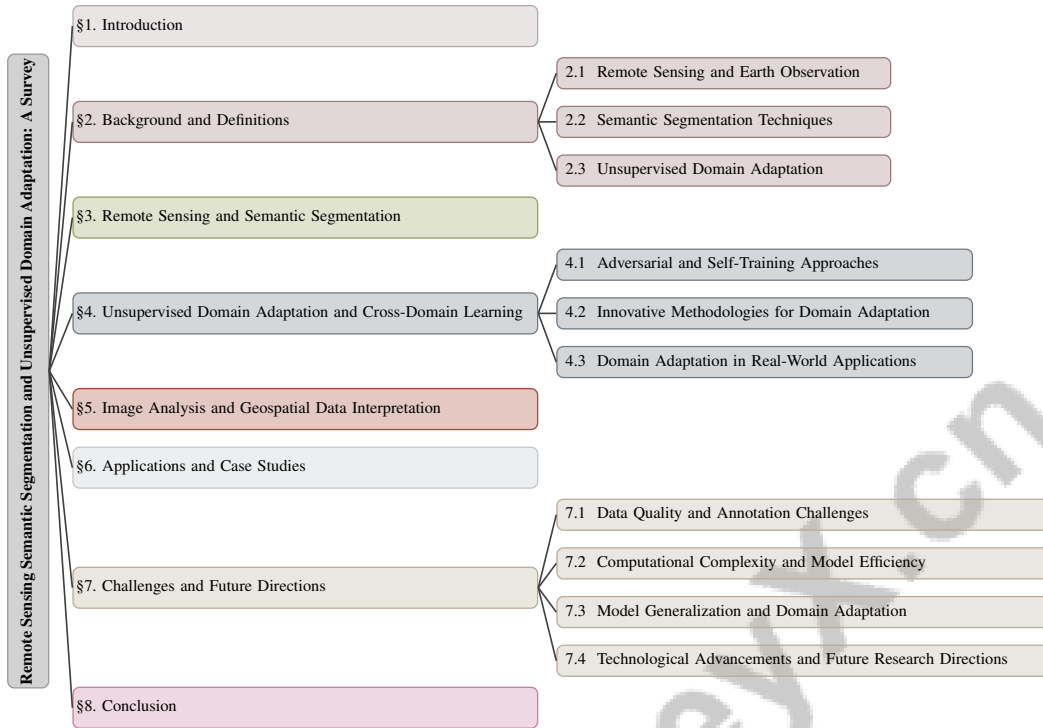 Remote Sensing Semantic Segmentation and Unsupervised Domain Adaptation: A Survey
§1. Introduction
§2. Background and Definitions
2.1 Remote Sensing and Earth Observation
2.2 Semantic Segmentation Techniques
2.3 Unsupervised Domain Adaptation
§3. Remote Sensing and Semantic Segmentation
§4. Unsupervised Domain Adaptation and Cross-Domain Learning
4.1 Adversarial and Self-Training Approaches
4.2 Innovative Methodologies for Domain Adaptation
4.3 Domain Adaptation in Real-World Applications
§5. Image Analysis and Geospatial Data Interpretation
§6. Applications and Case Studies
§7. Challenges and Future Directions
7.1 Data Quality and Annotation Challenges
7.2 Computational Complexity and Model Efficiency
7.3 Model Generalization and Domain Adaptation
7.4 Technological Advancements and Future Research Directions
§8. Conclusion
eyx.cn